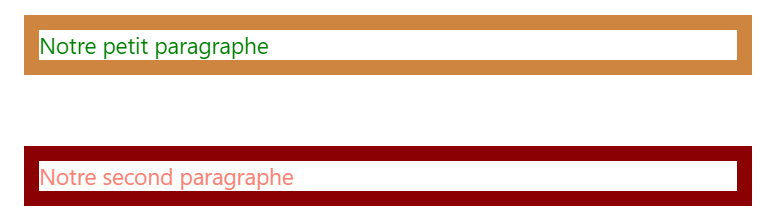 Notre petit paragraphe
Notre second paragraphe